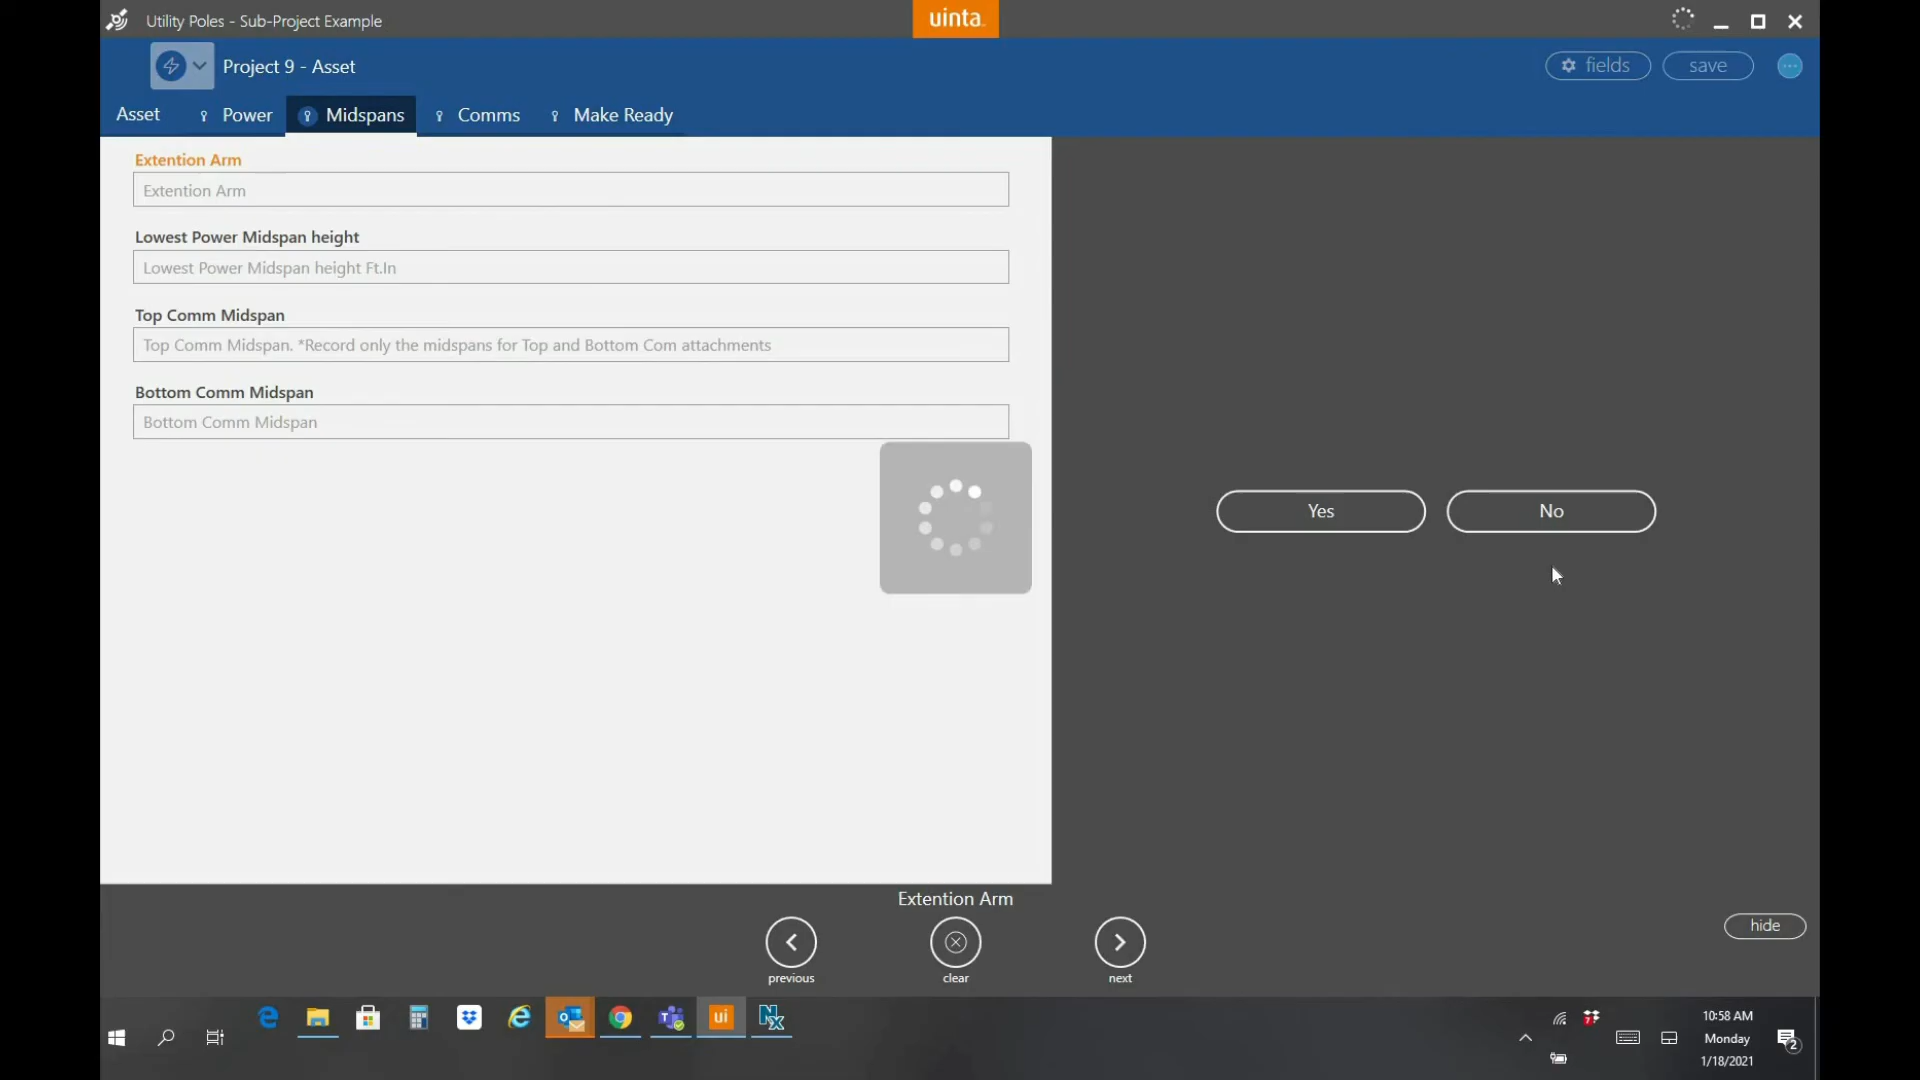 Utility Poles - Sub-Project Example
uinta
Project 9 - Asset
fields
save
Asset
Power
Midspans
Comms
Make Ready
Extention Arm
Extention Arm
Lowest Power Midspan height
Lowest Power Midspan height Ft.In
Top Comm Midspan
Top Comm Midspan. *Record only the midspans for Top and Bottom Com attachments
Bottom Comm Midspan
Bottom Comm Midspan
Yes
No
Extention Arm
hide
previous
clear
next
ui
10:58 AM
Monday
1/18/2021
2